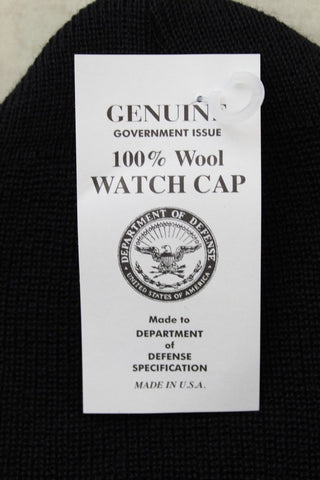 GENUINE
GOVERNMENT ISSUE
100% Wool
WATCH CAP
DEPARTMENT OF DEFENSE
UNITED STATES OF AMERICA
Made to
DEPARTMENT
of
DEFENSE
SPECIFICATION
MADE IN U.S.A.